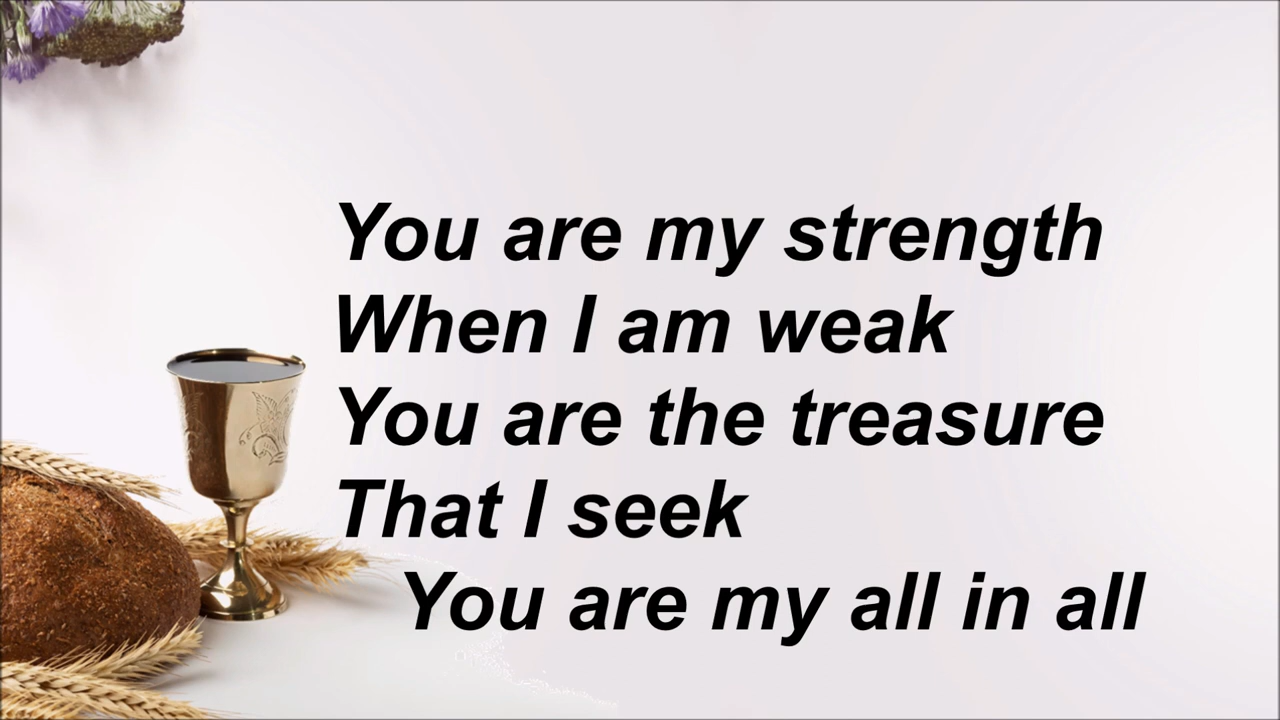 You are my strength
When I am weak
You are the treasure
That I seek
You are my all in all